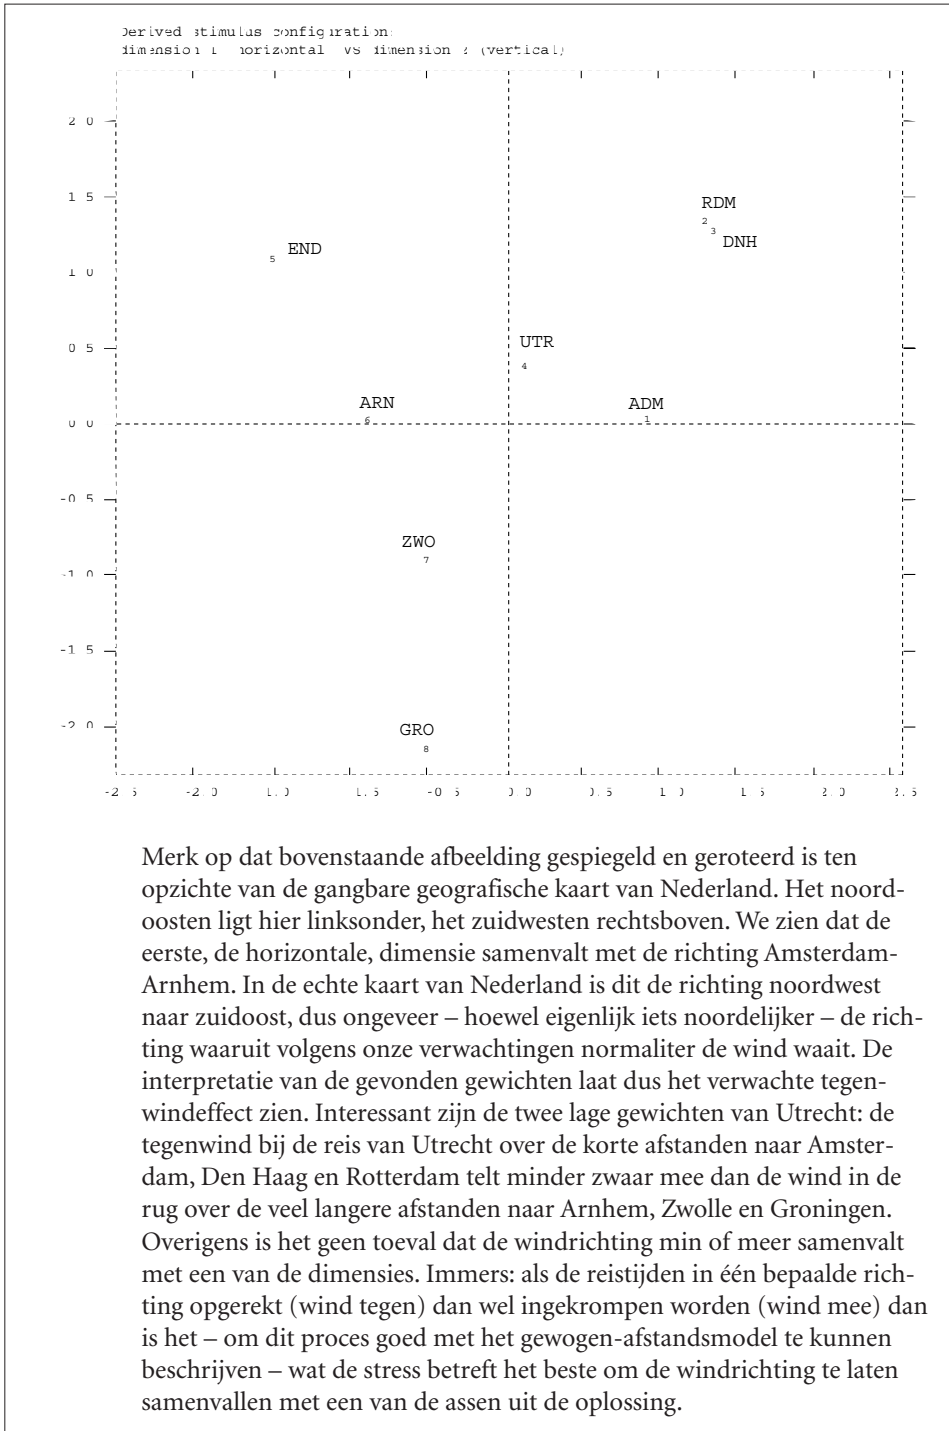 Derived stimulus configuration:
dimension 1 horizontal vs dimension 2 (vertical)
2 0
1 5
RDM
2
3
DNH
END
5
1 0
UTR
0 5
4
ARN
ADM
6
1
0 0
-0 5
ZWO
7
-1 0
-1 5
-2 0
GRO
8
-2 5 -2 0 1.0 1.5 -0 5 0 0 0.5 1 0 1 5 2 0 2.5
Merk op dat bovenstaande afbeelding gespiegeld en geroteerd is ten
opzichte van de gangbare geografische kaart van Nederland. Het noord-
oosten ligt hier linksonder, het zuidwesten rechtsboven. We zien dat de
eerste, de horizontale, dimensie samenvalt met de richting Amsterdam-
Arnhem. In de echte kaart van Nederland is dit de richting noordwest
naar zuidoost, dus ongeveer – hoewel eigenlijk iets noordelijker – de rich-
ting waaruit volgens onze verwachtingen normaliter de wind waait. De
interpretatie van de gevonden gewichten laat dus het verwachte tegen-
windeffect zien. Interessant zijn de twee lage gewichten van Utrecht: de
tegenwind bij de reis van Utrecht over de korte afstanden naar Amster-
dam, Den Haag en Rotterdam telt minder zwaar mee dan de wind in de
rug over de veel langere afstanden naar Arnhem, Zwolle en Groningen.
Overigens is het geen toeval dat de windrichting min of meer samenvalt
met een van de dimensies. Immers: als de reistijden in één bepaalde rich-
ting opgerekt (wind tegen) dan wel ingekrompen worden (wind mee) dan
is het – om dit proces goed met het gewogen-afstandsmodel te kunnen
beschrijven – wat de stress betreft het beste om de windrichting te laten
samenvallen met een van de assen uit de oplossing.